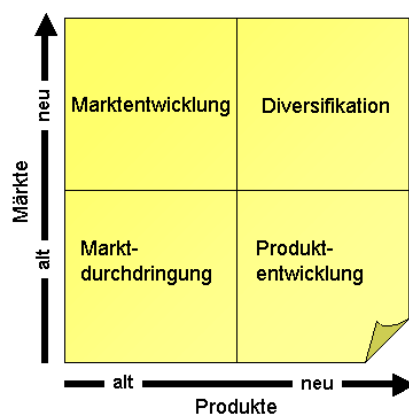 neu
Marktentwicklung
Diversifikation
Märkte
alt
Markt-
durchdringung
Produkt-
entwicklung
alt
neu
Produkte